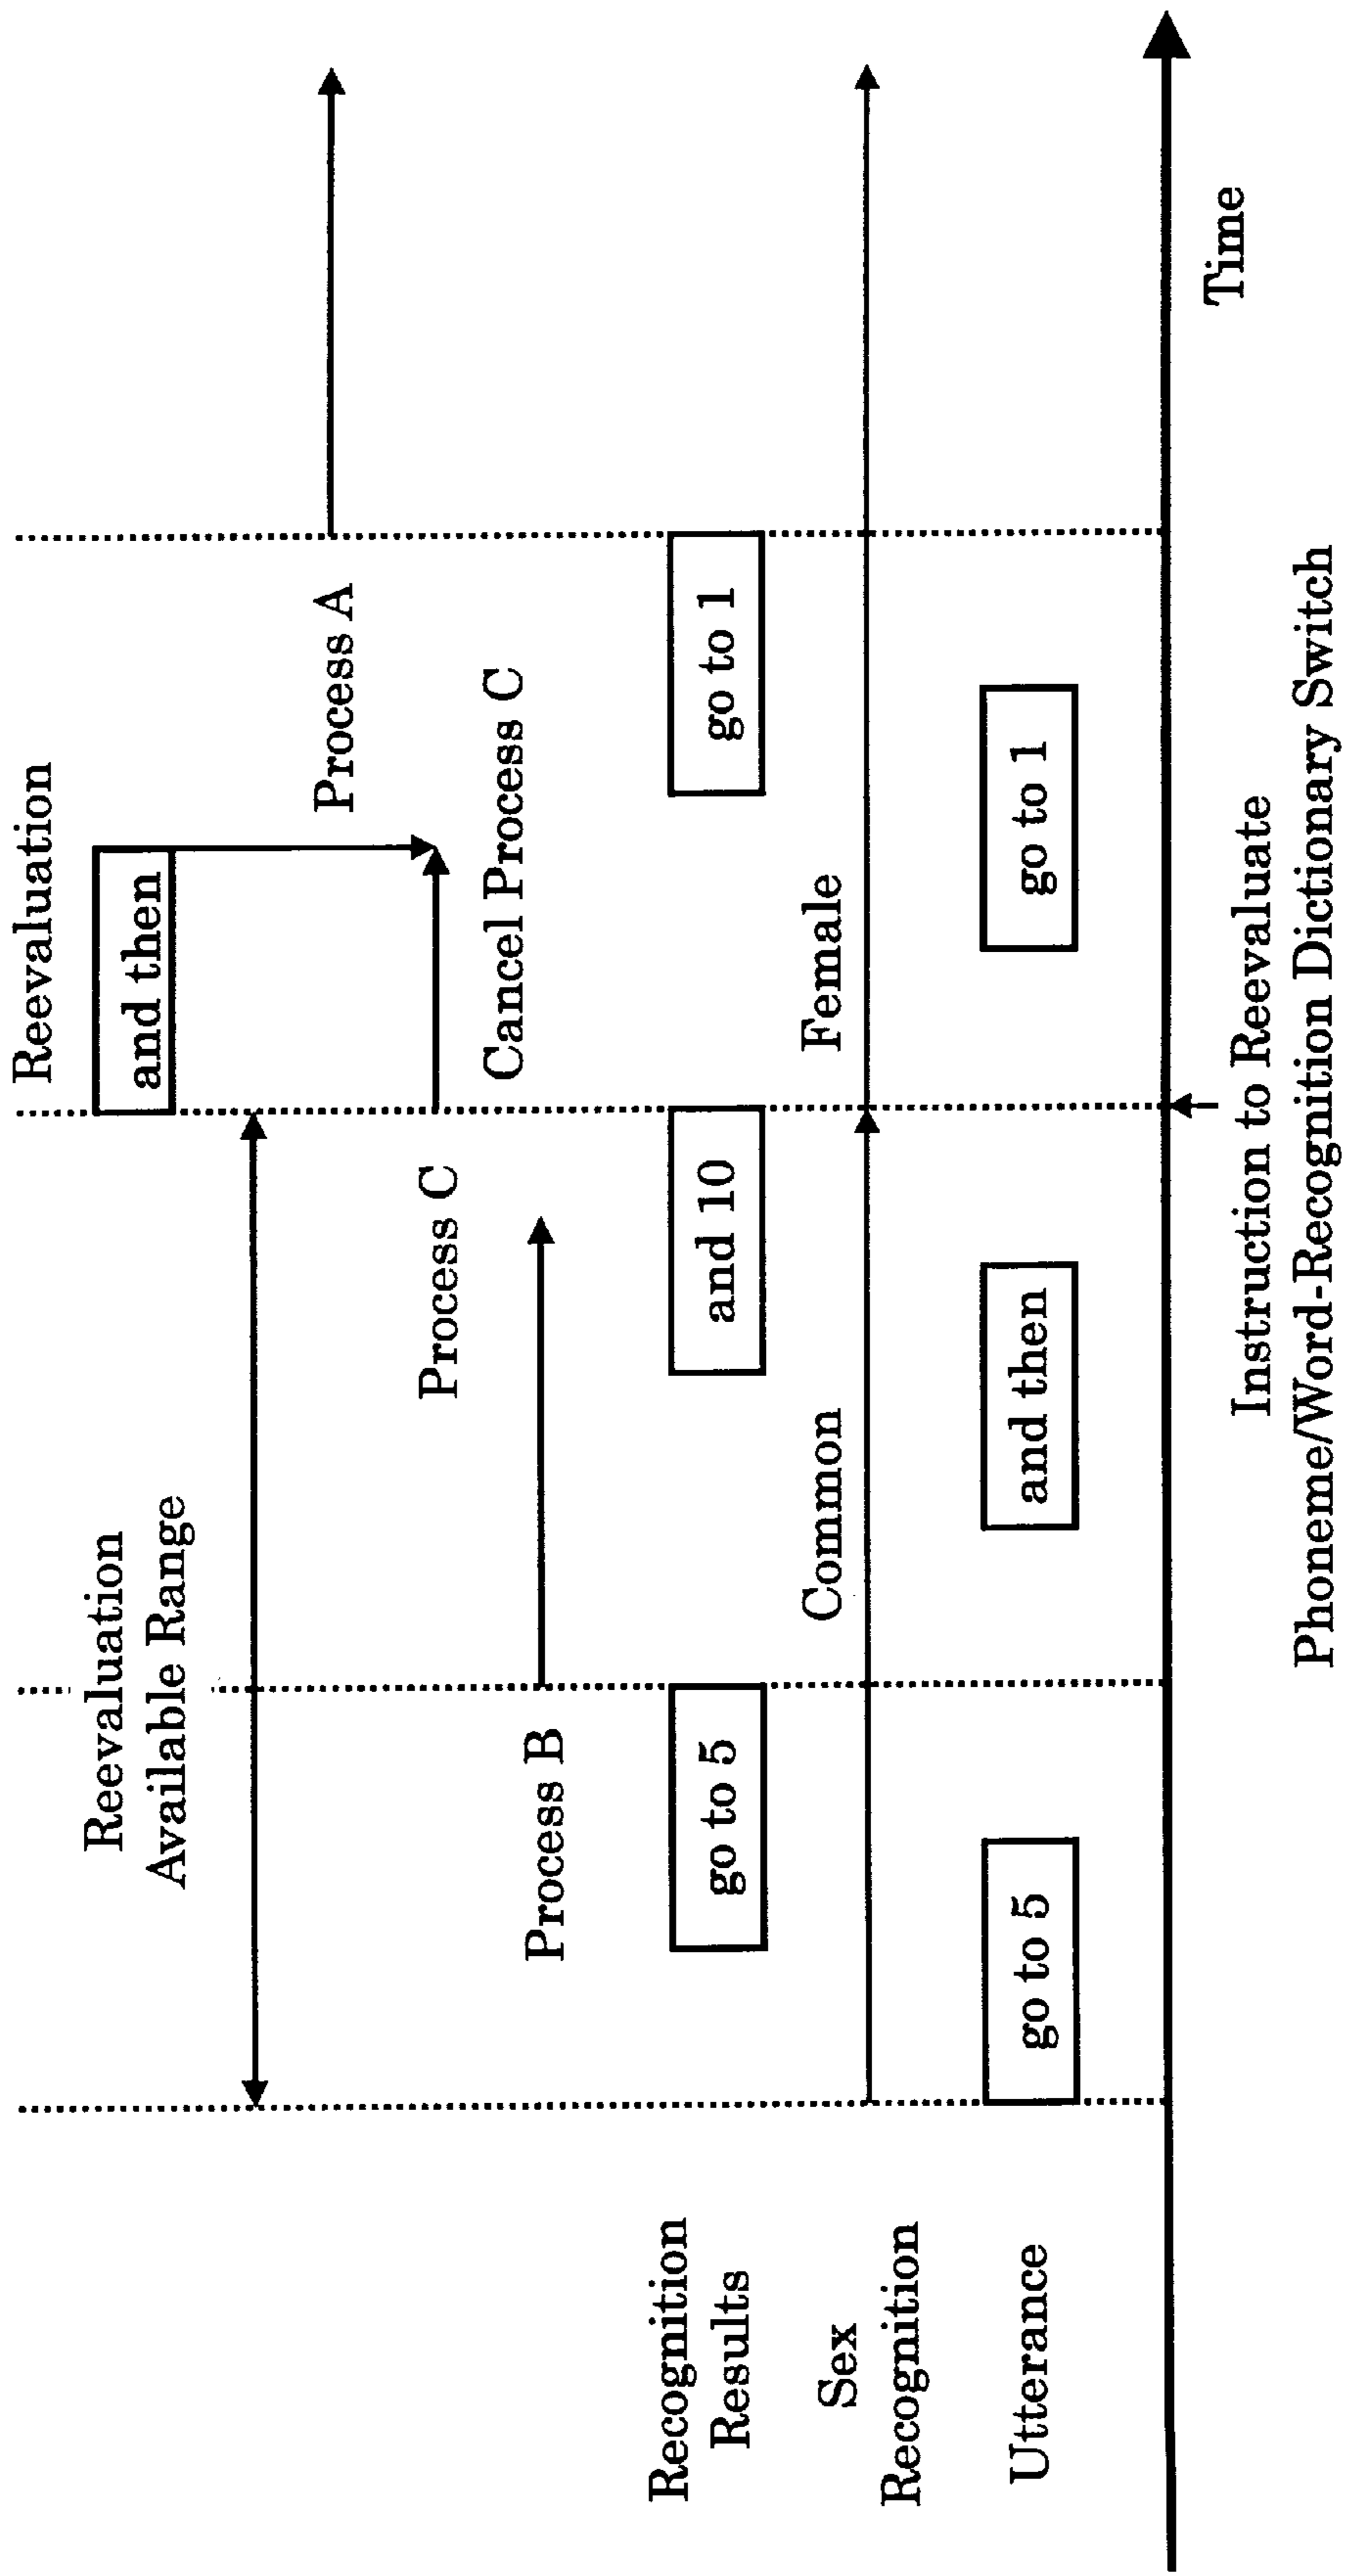 Reevaluation
Available Range
Reevaluation
and then
Process A
Process C
Cancel Process C
Process B
Recognition
Results
go to 5
and 10
go to 1
Sex
Recognition
Common
Female
Utterance
go to 5
and then
go to 1
Time
Instruction to Reevaluate
Phoneme/Word-Recognition Dictionary Switch